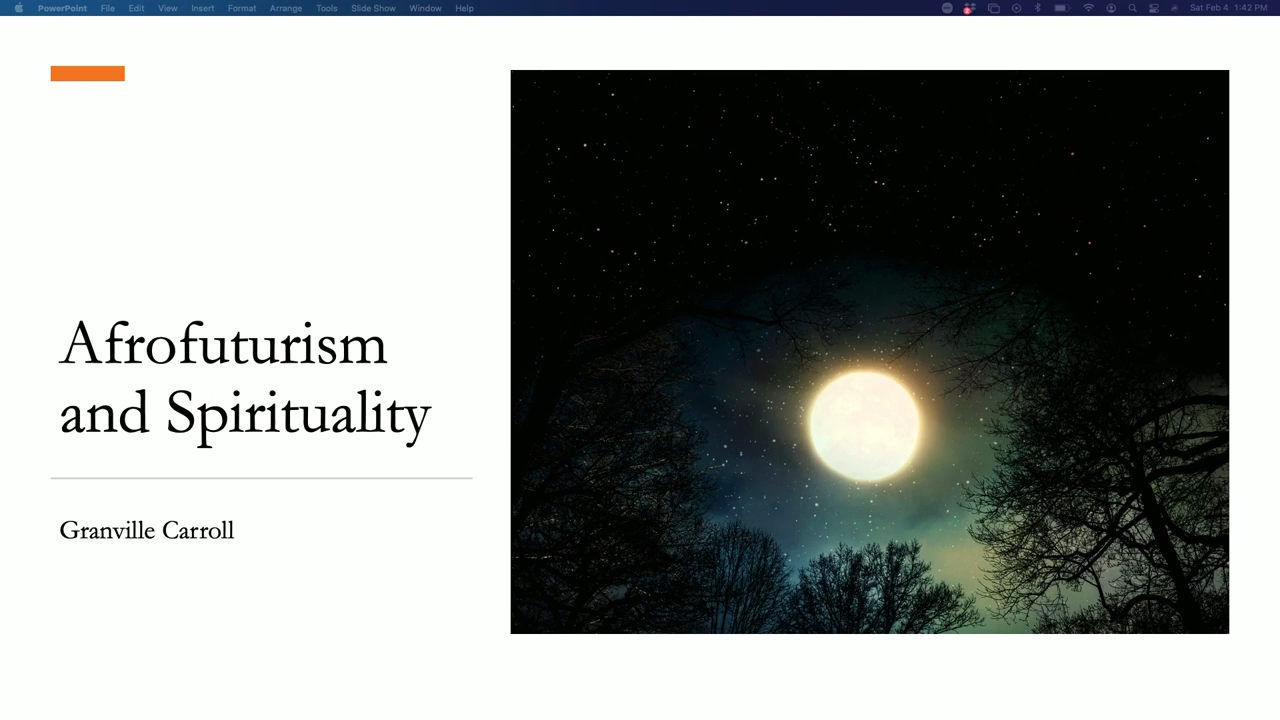 PowerPoint File Edit View Insert Format Arrange Tools Slide Show Window Help Sat Feb 4 1:42 PM
Afrofuturism
and Spirituality
Granville Carroll